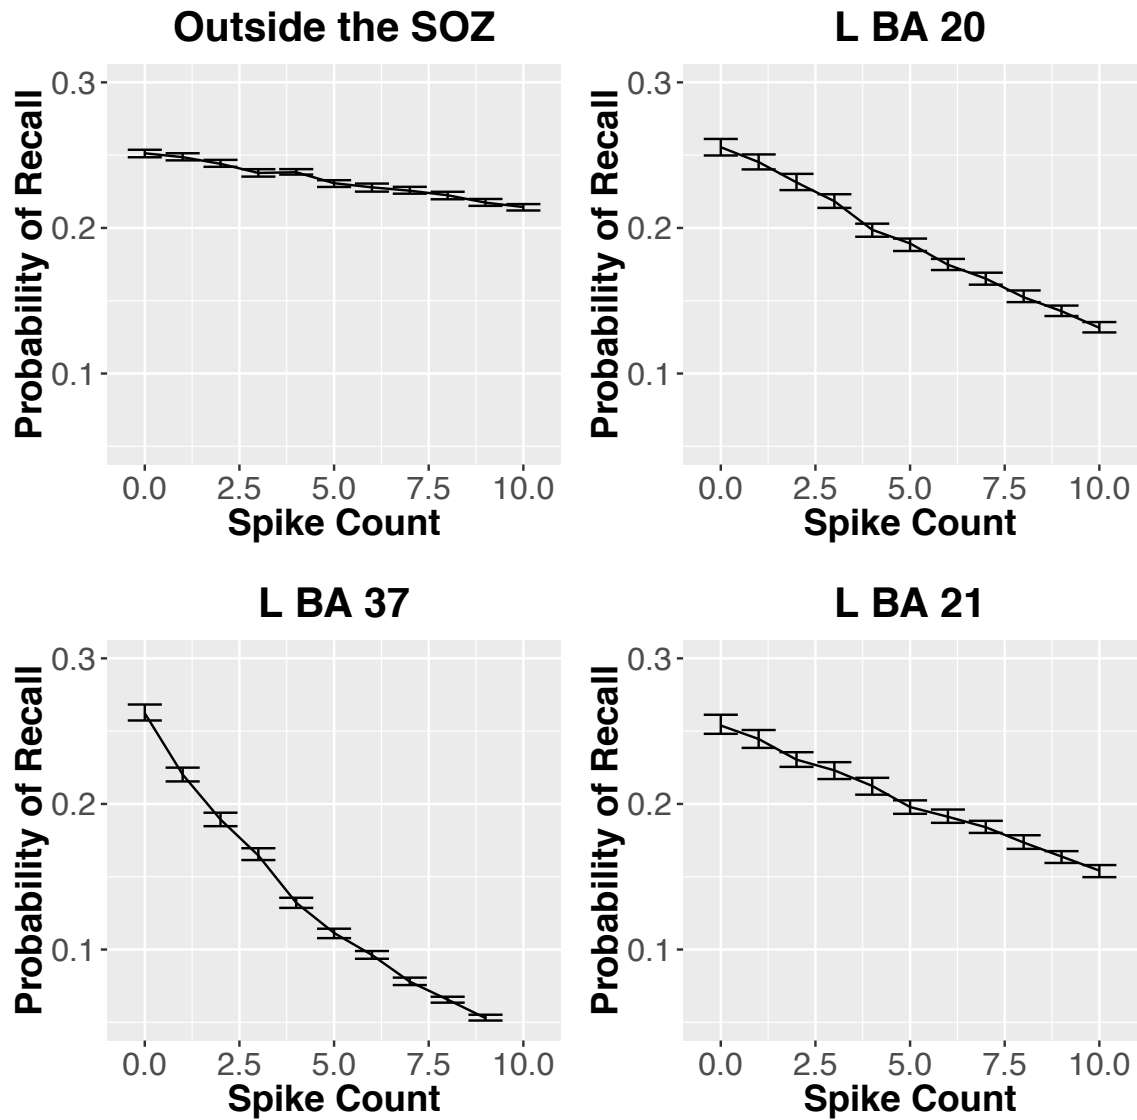 Outside the SOZ
Probability of Recall
0.3
0.2
0.1
0.0 2.5 5.0 7.5 10.0
Spike Count
L BA 20
Probability of Recall
0.3
0.2
0.1
0.0 2.5 5.0 7.5 10.0
Spike Count
L BA 37
Probability of Recall
0.3
0.2
0.1
0.0 2.5 5.0 7.5 10.0
Spike Count
L BA 21
Probability of Recall
0.3
0.2
0.1
0.0 2.5 5.0 7.5 10.0
Spike Count